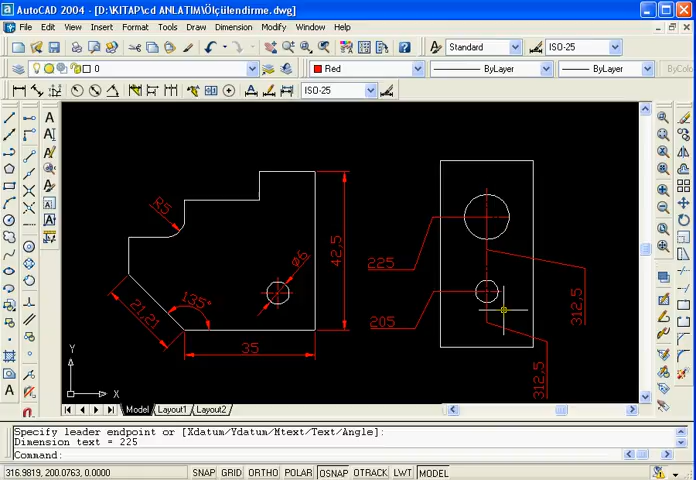 AutoCAD 2004 - [D:\KITAP\cd ANLATIM\Ölçülendirme.dwg]
File Edit View Insert Format Tools Draw Dimension Modify Window Help
Standard ISO-25
0 Red ByLayer ByLayer ByColo
ISO-25
R5
Ø6
42,5
135°
21,21
35
225
205
312,5
312,5
Y
X
Model Layout1 Layout2
Specify leader endpoint or [Xdatum/Ydatum/Mtext/Text/Angle]:
Dimension text = 225
Command:
316.9819, 200.0763, 0.0000 SNAP GRID ORTHO POLAR OSNAP OTRACK LWT MODEL